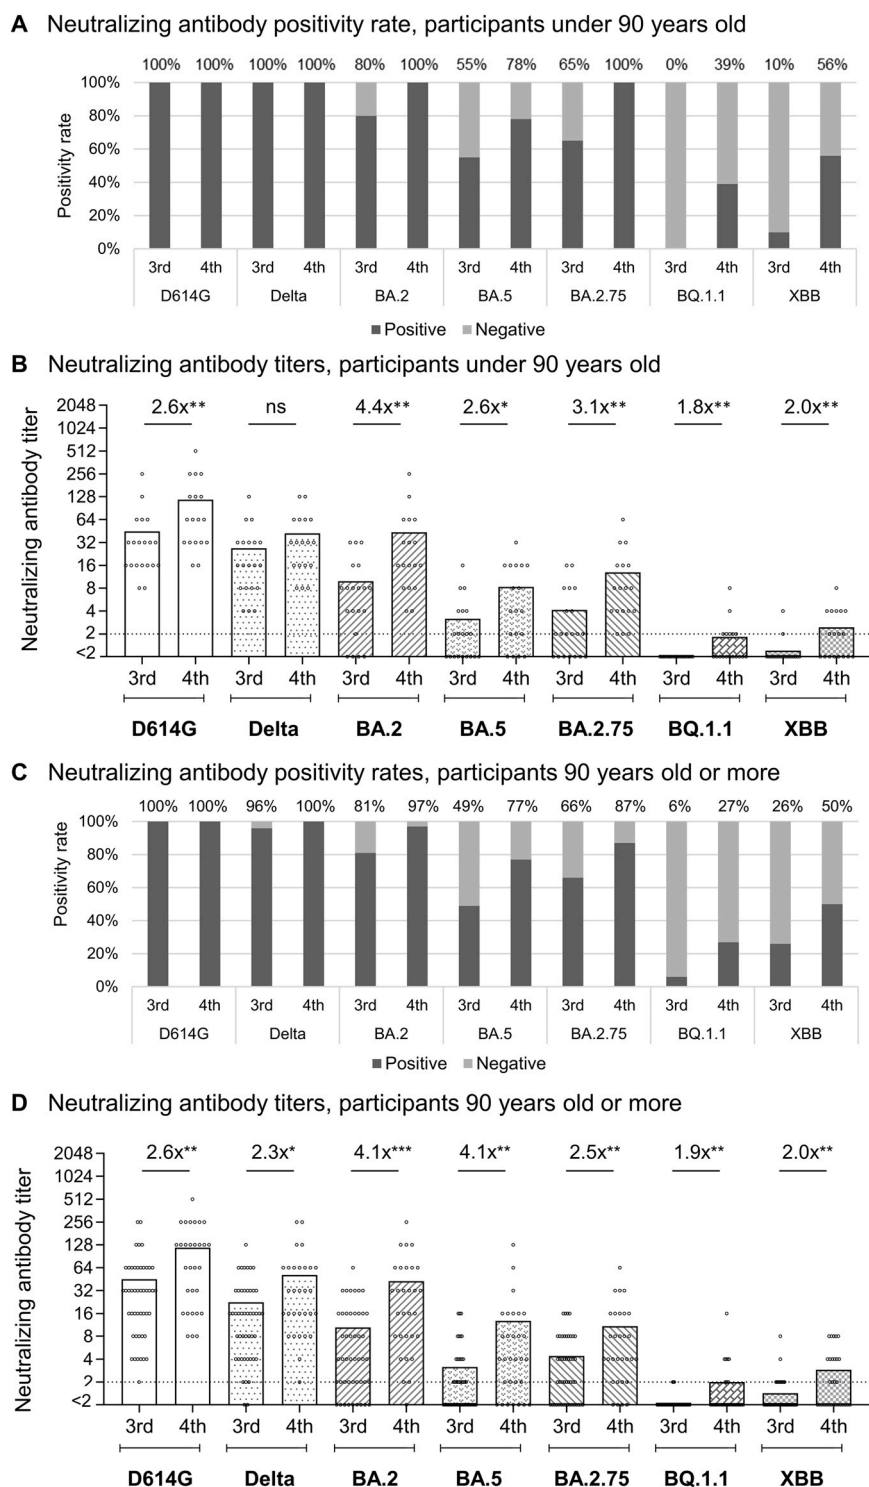 A Neutralizing antibody positivity rate, participants under 90 years old
100% 100% 100% 100% 80% 100% 55% 78% 65% 100% 0% 39% 10% 56%
Positivity rate
100%
80%
60%
40%
20%
0%
3rd 4th 3rd 4th 3rd 4th 3rd 4th 3rd 4th 3rd 4th 3rd 4th
D614G Delta BA.2 BA.5 BA.2.75 BQ.1.1 XBB
Positive Negative
B Neutralizing antibody titers, participants under 90 years old
Neutralizing antibody titer
2.6x** ns 4.4x** 2.6x* 3.1x** 1.8x** 2.0x**
2048
1024
512
256
128
64
32
16
8
4
2
<2
3rd 4th 3rd 4th 3rd 4th 3rd 4th 3rd 4th 3rd 4th 3rd 4th
D614G Delta BA.2 BA.5 BA.2.75 BQ.1.1 XBB
C Neutralizing antibody positivity rates, participants 90 years old or more
100% 100% 96% 100% 81% 97% 49% 77% 66% 87% 6% 27% 26% 50%
Positivity rate
100%
80%
60%
40%
20%
0%
3rd 4th 3rd 4th 3rd 4th 3rd 4th 3rd 4th 3rd 4th 3rd 4th
D614G Delta BA.2 BA.5 BA.2.75 BQ.1.1 XBB
Positive Negative
D Neutralizing antibody titers, participants 90 years old or more
Neutralizing antibody titer
2.6x** 2.3x* 4.1x*** 4.1x** 2.5x** 1.9x** 2.0x**
2048
1024
512
256
128
64
32
16
8
4
2
<2
3rd 4th 3rd 4th 3rd 4th 3rd 4th 3rd 4th 3rd 4th 3rd 4th
D614G Delta BA.2 BA.5 BA.2.75 BQ.1.1 XBB